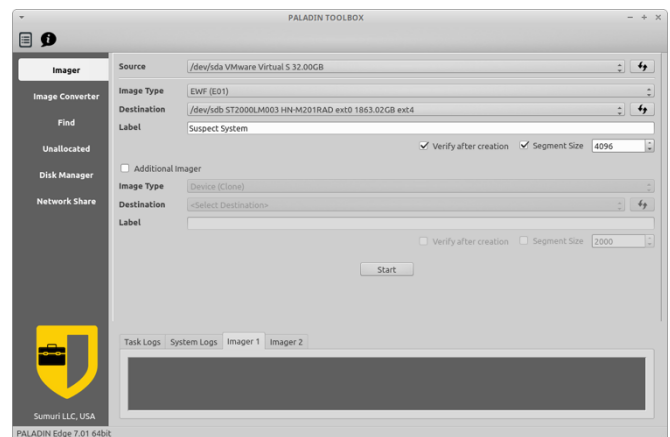 PALADIN TOOLBOX
Imager
Image Converter
Find
Unallocated
Disk Manager
Network Share
Source /dev/sda VMware Virtual S 32.00GB
Image Type EWF (E01)
Destination /dev/sdb ST2000LM003 HN-M201RAD ext0 1863.02GB ext4
Label Suspect System
Verify after creation Segment Size 4096
Additional Imager
Image Type Device (Clone)
Destination <Select Destination>
Label
Verify after creation Segment Size 2000
Start
Task Logs System Logs Imager 1 Imager 2
Sumuri LLC, USA
PALADIN Edge 7.01 64bit